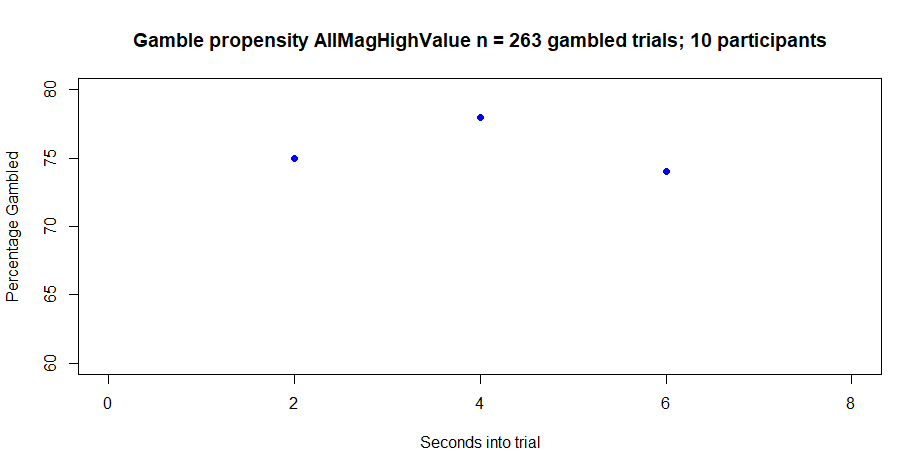 Gamble propensity AllMagHighValue n = 263 gambled trials; 10 participants
Percentage Gambled
80
75
70
65
60
0 2 4 6 8
Seconds into trial